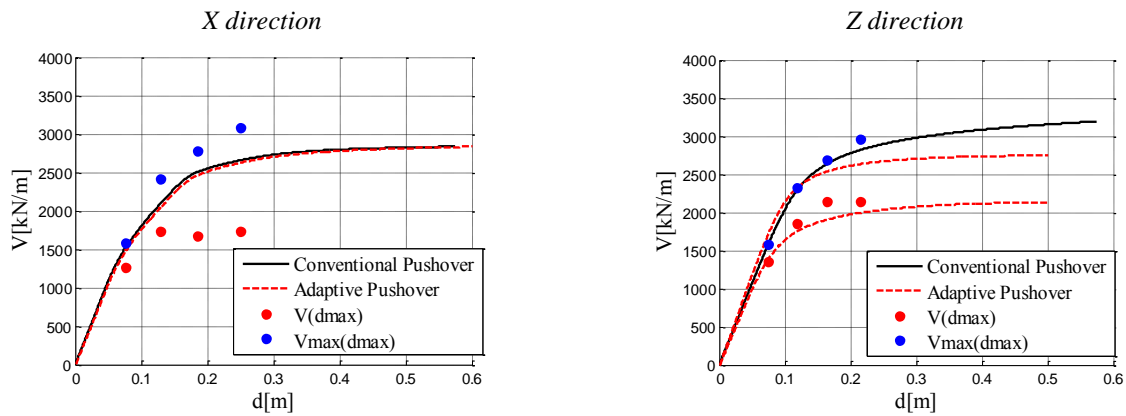 X direction
4000
3500
3000
2500
2000
1500
1000
500
0
V[kN/m]
0 0.1 0.2 0.3 0.4 0.5 0.6
d[m]
Conventional Pushover
Adaptive Pushover
V(dmax)
Vmax(dmax)
Z direction
4000
3500
3000
2500
2000
1500
1000
500
0
V[kN/m]
0 0.1 0.2 0.3 0.4 0.5 0.6
d[m]
Conventional Pushover
Adaptive Pushover
V(dmax)
Vmax(dmax)